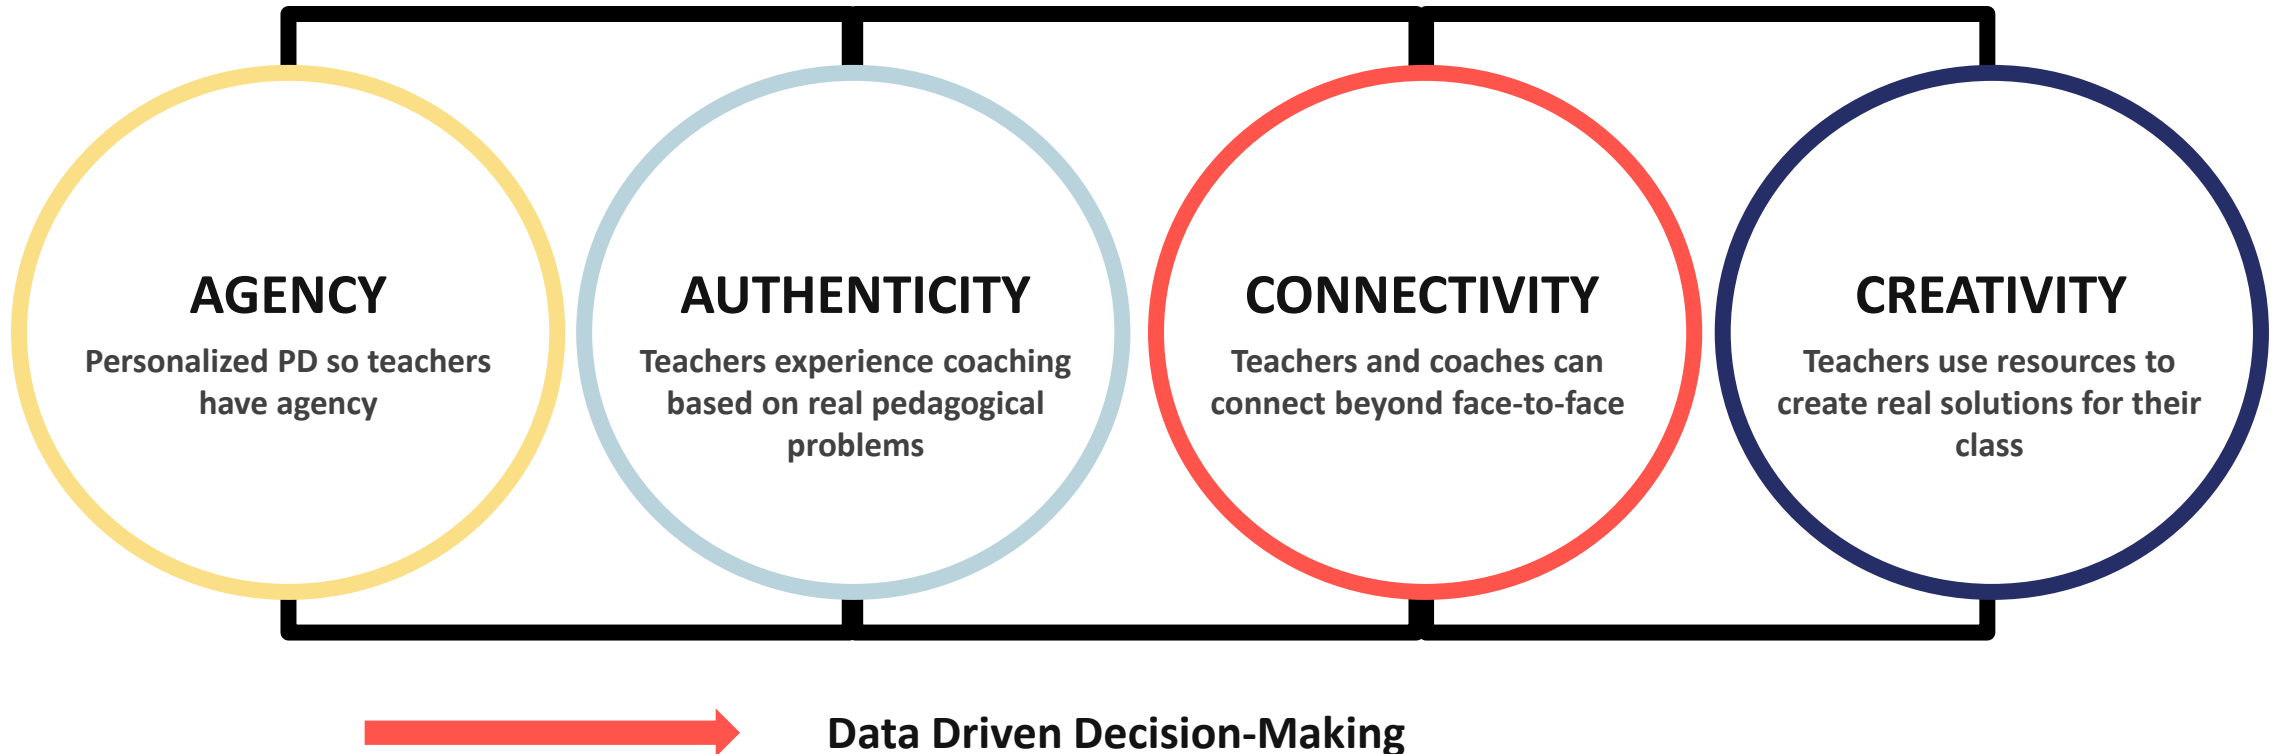 AGENCY
Personalized PD so teachers
have agency
AUTHENTICITY
Teachers experience coaching
based on real pedagogical
problems
CONNECTIVITY
Teachers and coaches can
connect beyond face-to-face
CREATIVITY
Teachers use resources to
create real solutions for their
class
Data Driven Decision-Making